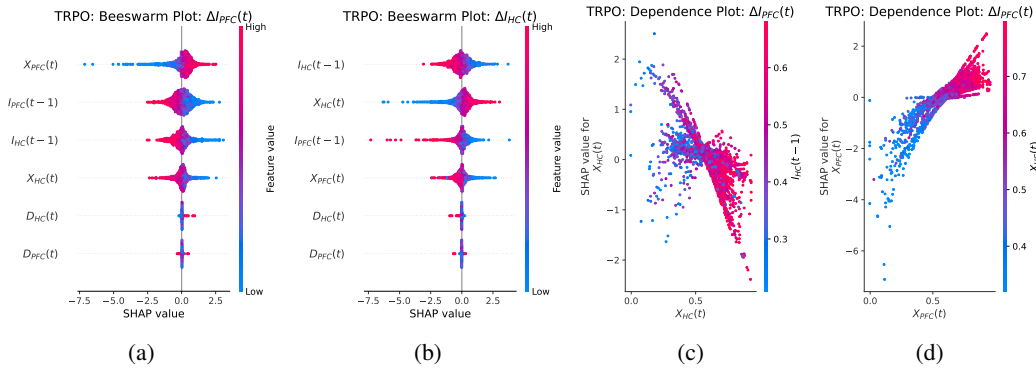 TRPO: Beeswarm Plot: ΔI_PFC(t)
High
X_PFC(t)
I_PFC(t−1)
I_HC(t−1)
X_HC(t)
D_HC(t)
D_PFC(t)
Feature value
Low
−7.5 −5.0 −2.5 0.0 2.5
SHAP value
(a)
TRPO: Beeswarm Plot: ΔI_HC(t)
High
I_HC(t−1)
X_HC(t)
I_PFC(t−1)
X_PFC(t)
D_HC(t)
D_PFC(t)
Feature value
Low
−7.5 −5.0 −2.5 0.0 2.5
SHAP value
(b)
TRPO: Dependence Plot: ΔI_PFC(t)
SHAP value for
X_HC(t)
2
1
0
−1
−2
0.0 0.5
X_HC(t)
0.6
0.5
0.4
0.3
I_HC(t−1)
(c)
TRPO: Dependence Plot: ΔI_PFC(t)
SHAP value for
X_PFC(t)
2
0
−2
−4
−6
0.0 0.5
X_PFC(t)
0.7
0.6
0.5
0.4
(d)